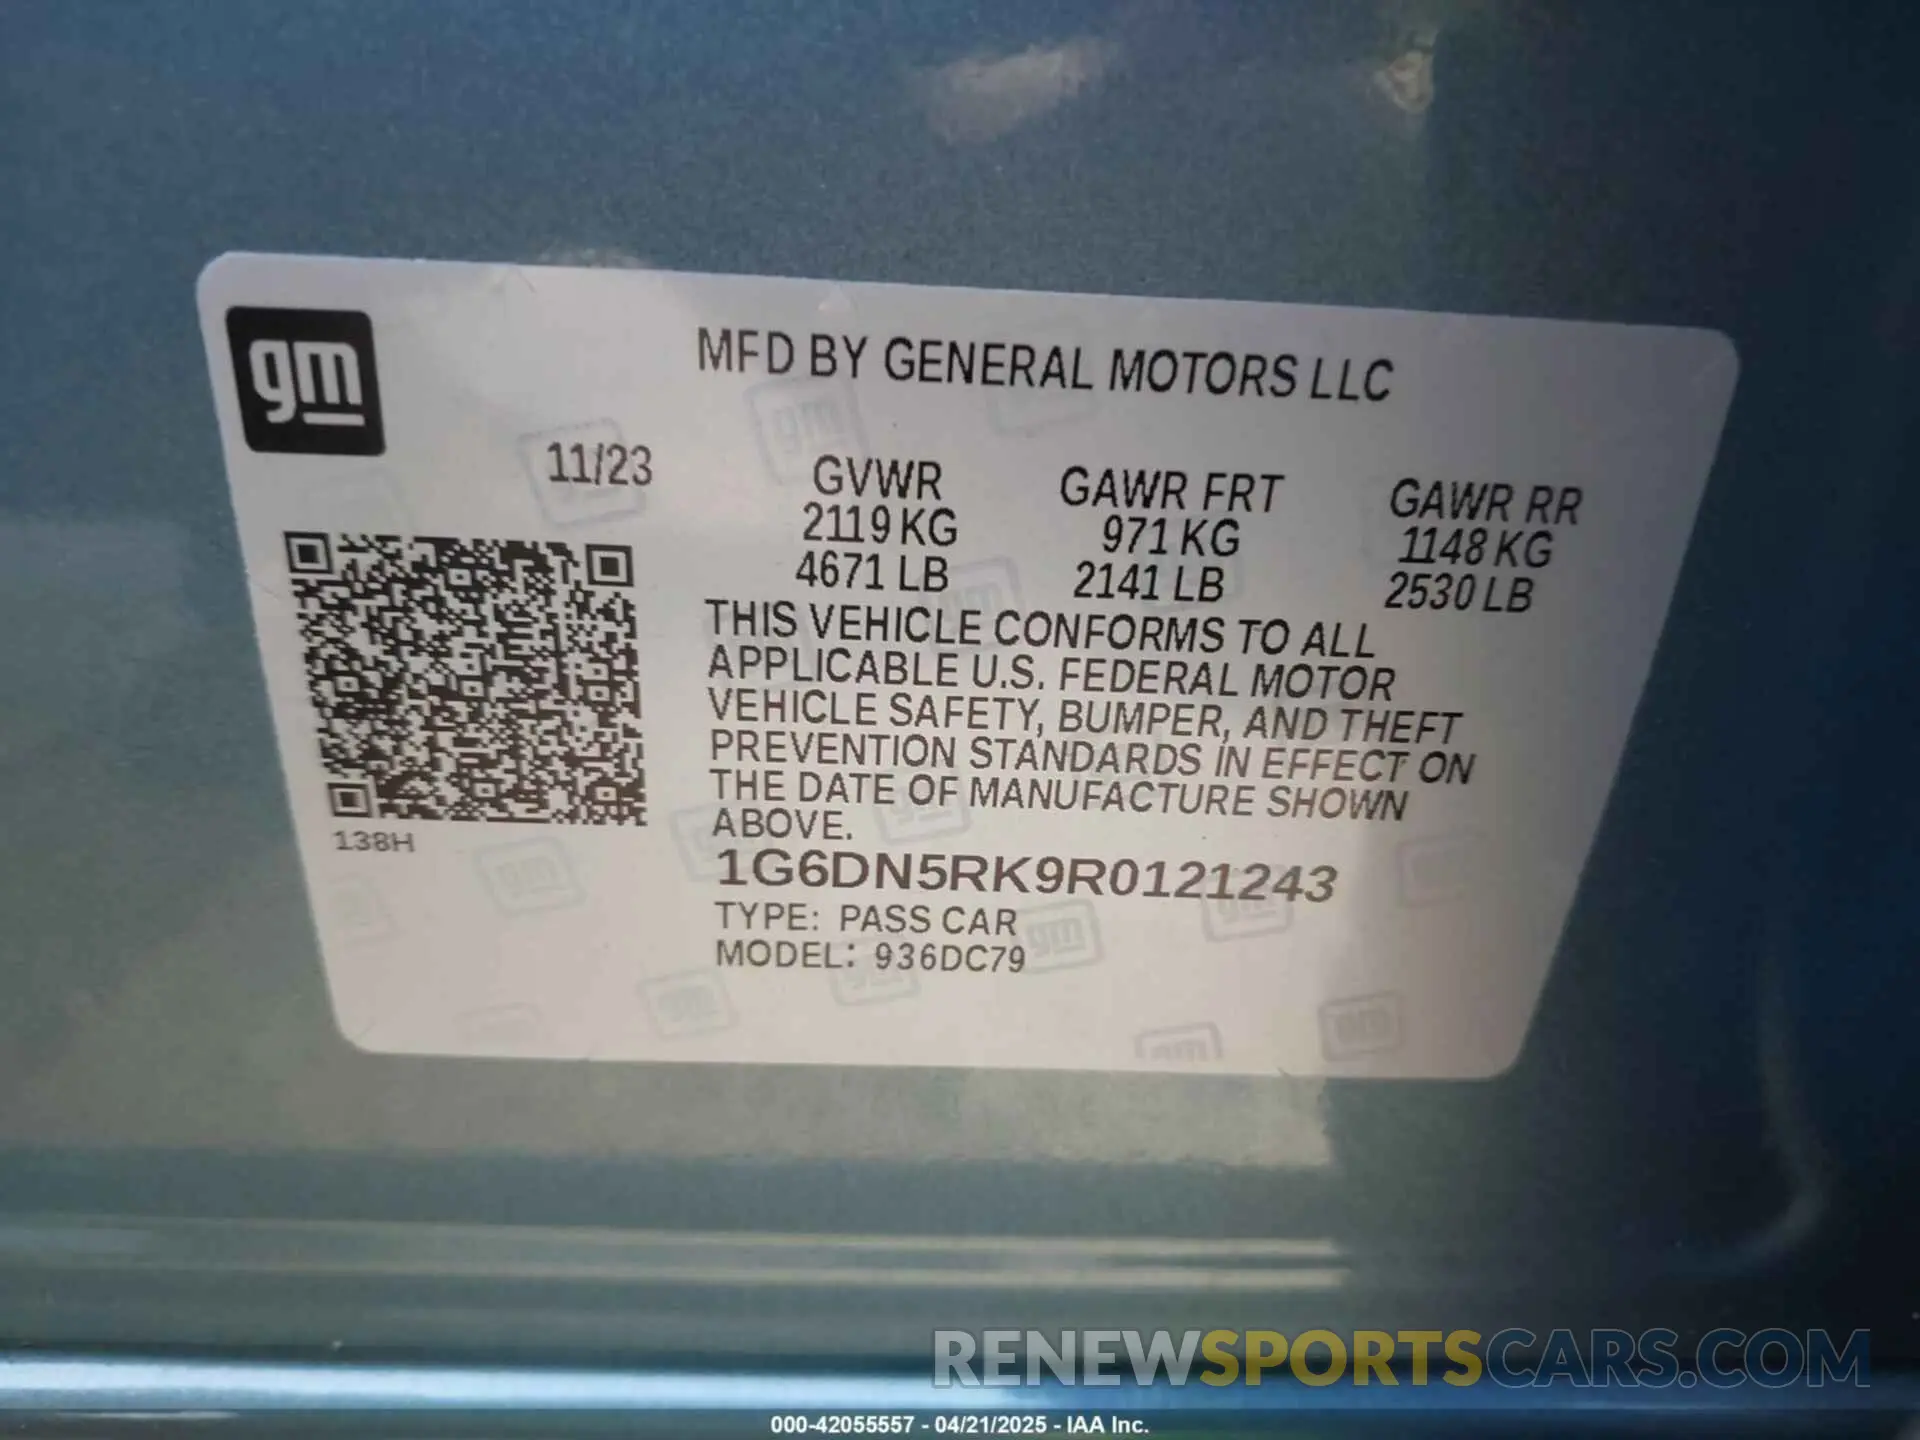 gm
MFD BY GENERAL MOTORS LLC
11/23
GVWR GAWR FRT GAWR RR
2119 KG 971 KG 1148 KG
4671 LB 2141 LB 2530 LB
THIS VEHICLE CONFORMS TO ALL
APPLICABLE U.S. FEDERAL MOTOR
VEHICLE SAFETY, BUMPER, AND THEFT
PREVENTION STANDARDS IN EFFECT ON
THE DATE OF MANUFACTURE SHOWN
ABOVE.
138H
1G6DN5RK9R0121243
TYPE: PASS CAR
MODEL: 936DC79
RENEWSPORTSCARS.COM
000-42055557 - 04/21/2025 - IAA Inc.